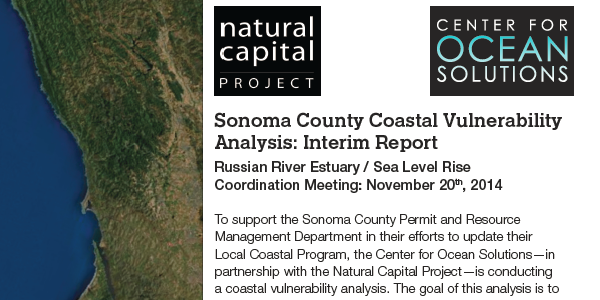 natural
capital
PROJECT
CENTER FOR
OCEAN
SOLUTIONS
Sonoma County Coastal Vulnerability
Analysis: Interim Report
Russian River Estuary / Sea Level Rise
Coordination Meeting: November 20th, 2014
To support the Sonoma County Permit and Resource
Management Department in their efforts to update their
Local Coastal Program, the Center for Ocean Solutions—in
partnership with the Natural Capital Project—is conducting
a coastal vulnerability analysis. The goal of this analysis is to